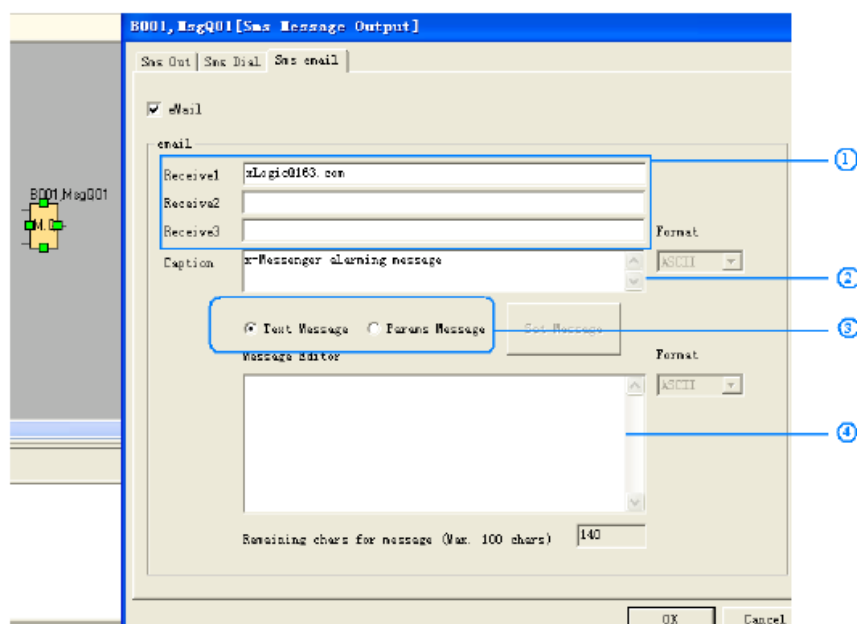 B001,MsgQ01[Sms Message Output]
Sms Out Sms Dial Sms email
eMail
email
①
Receive1 xLogic@163.com
B001,MsgQ01
Receive2
M.Q
Receive3 Format
Caption x-Messenger alarming message ASCII
②
Text Message Params Message Set Message ③
Message Editor Format
ASCII
④
Remaining chars for message (Max. 100 chars) 140
OK Cancel